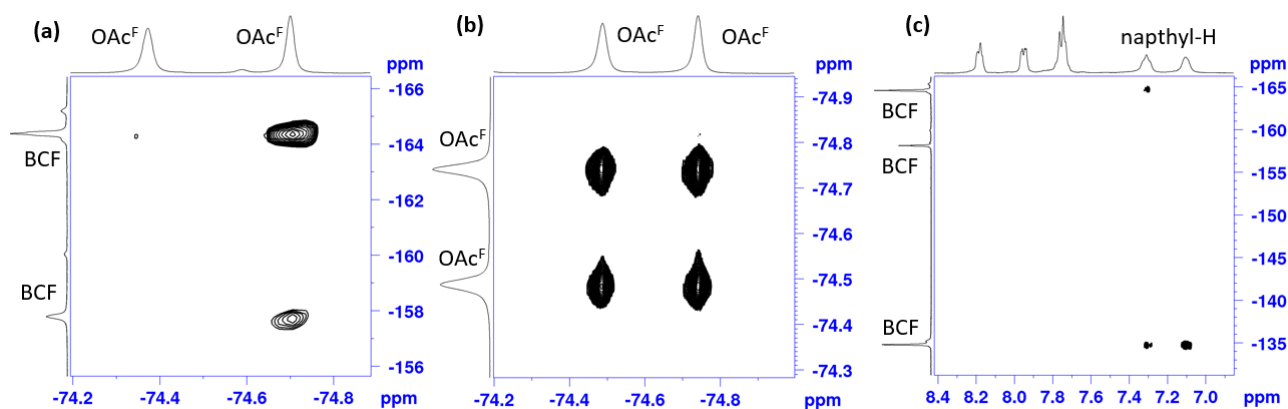 (a)
OAcF
OAcF
ppm
-166
-164
-162
-160
-158
-156
BCF
BCF
-74.2
-74.4
-74.6
-74.8
ppm
(b)
OAcF
OAcF
ppm
-74.9
-74.8
-74.7
-74.6
-74.5
-74.4
-74.3
OAcF
OAcF
-74.2
-74.4
-74.6
-74.8
ppm
(c)
napthyl-H
ppm
-165
-160
-155
-150
-145
-140
-135
BCF
BCF
BCF
8.4
8.2
8.0
7.8
7.6
7.4
7.2
7.0
ppm